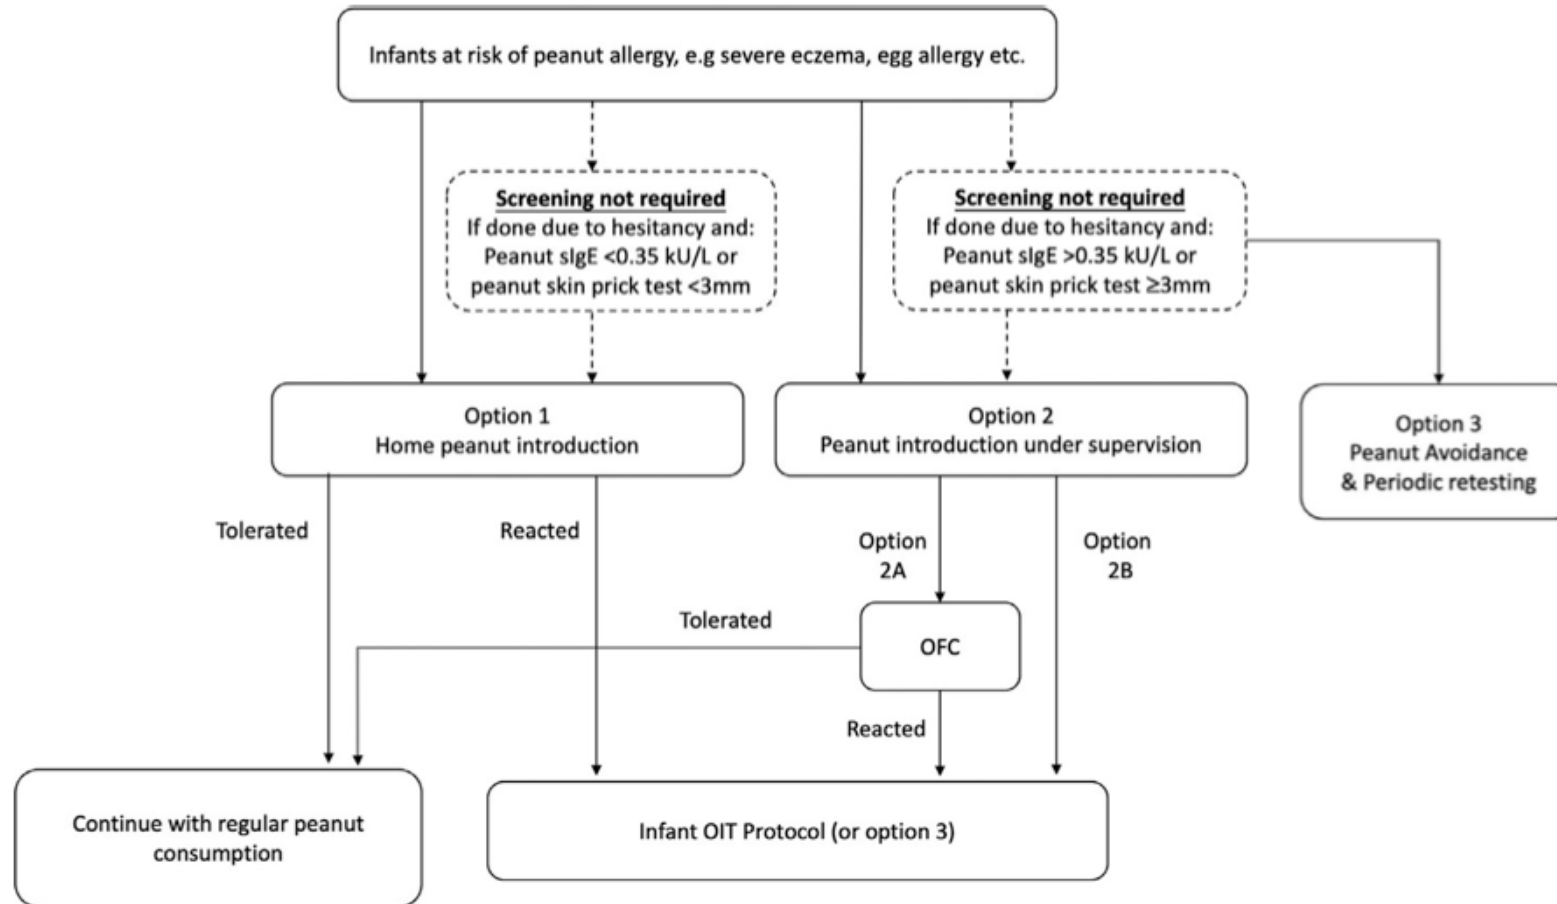 Infants at risk of peanut allergy, e.g severe eczema, egg allergy etc.
Screening not required
If done due to hesitancy and:
Peanut sIgE <0.35 kU/L or
peanut skin prick test <3mm
Screening not required
If done due to hesitancy and:
Peanut sIgE >0.35 kU/L or
peanut skin prick test ≥3mm
Option 1
Home peanut introduction
Option 2
Peanut introduction under supervision
Option 3
Peanut Avoidance
& Periodic retesting
Tolerated
Reacted
Option
2A
Option
2B
Tolerated
OFC
Reacted
Continue with regular peanut
consumption
Infant OIT Protocol (or option 3)